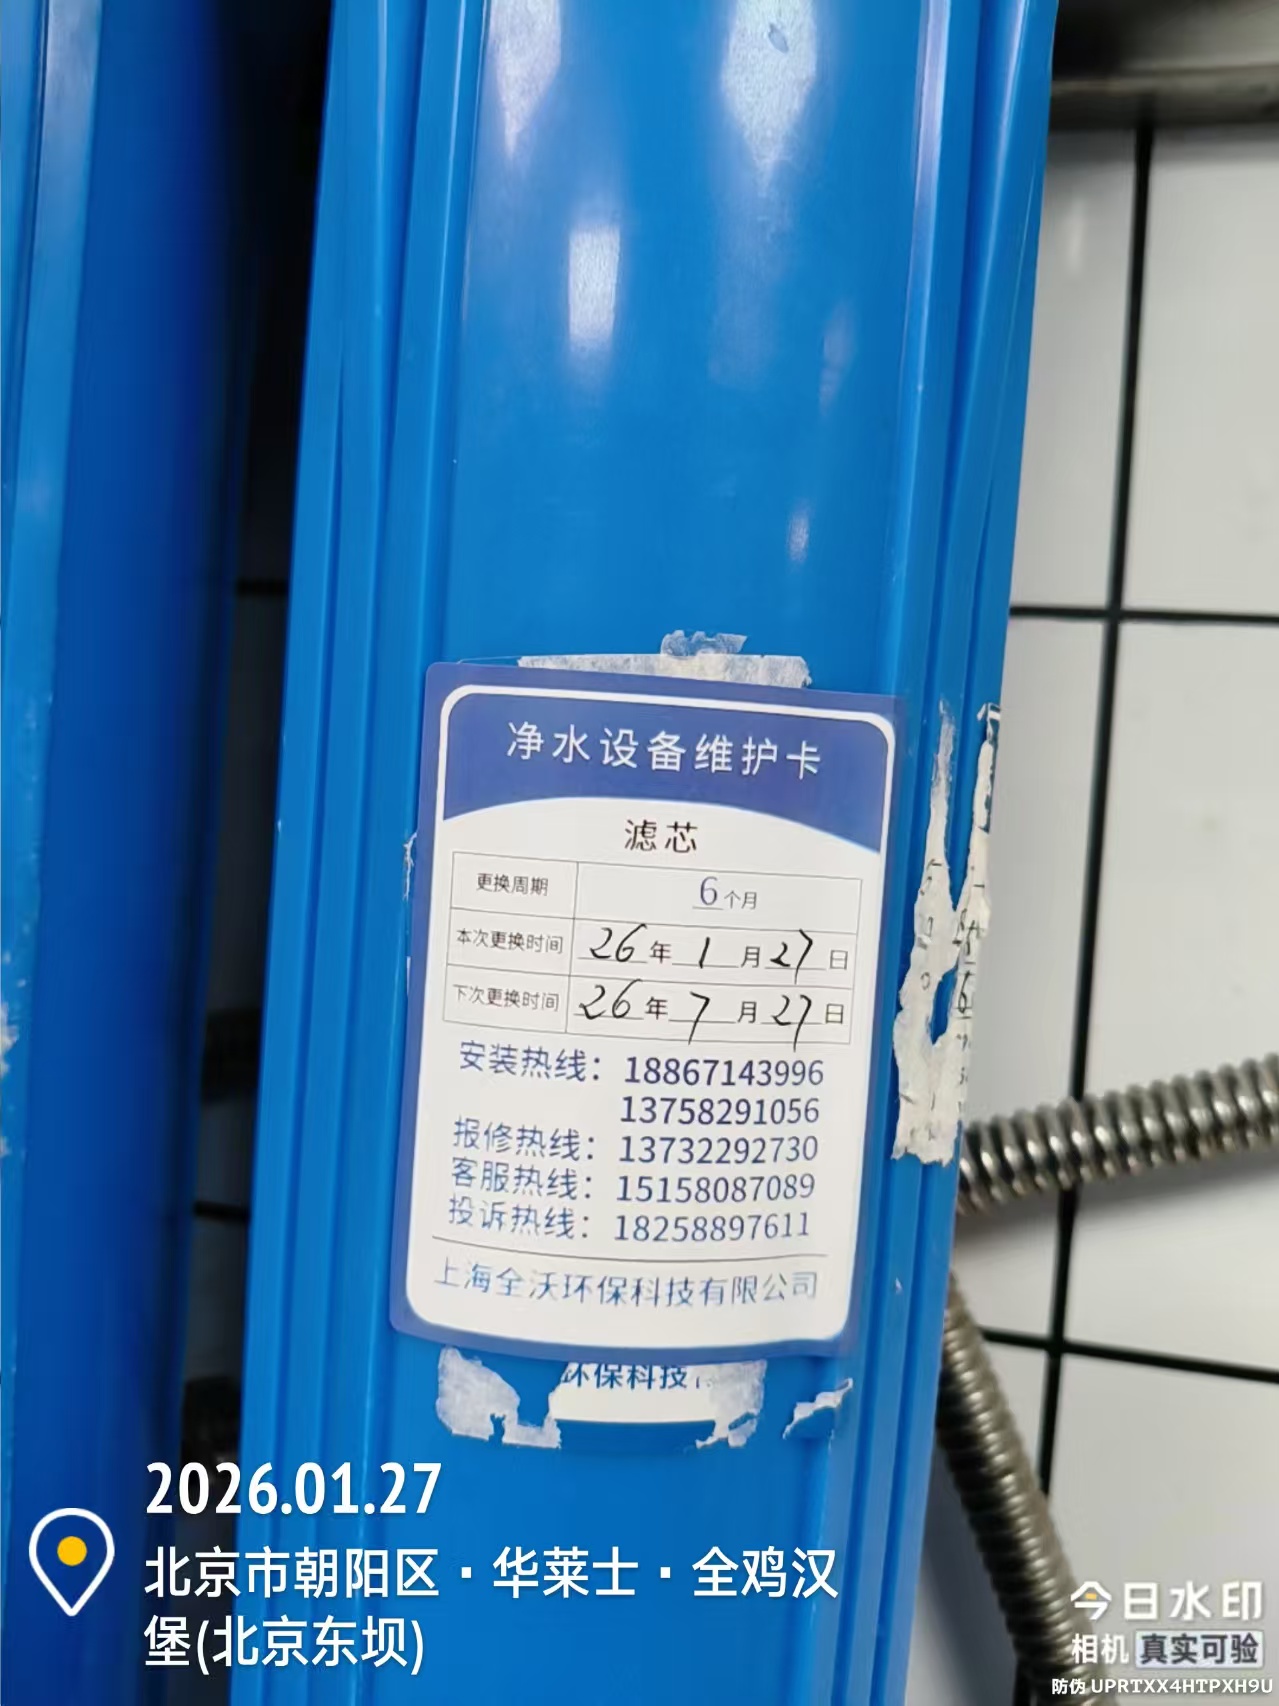 净水设备维护卡
滤芯
更换周期 6个月
本次更换时间 26年1月27日
下次更换时间 26年7月27日
安装热线：18867143996
13758291056
报修热线：13732292730
客服热线：15158087089
投诉热线：18258897611
上海全沃环保科技有限公司
环保科技
2026.01.27
北京市朝阳区·华莱士·全鸡汉
堡(北京东坝)
今日水印
相机 真实可验
防伪 UPRTXX4HTPXH9U